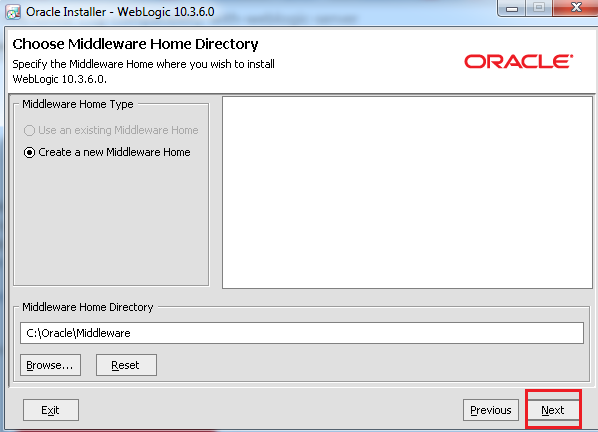 Oracle Installer - WebLogic 10.3.6.0
Choose Middleware Home Directory
Specify the Middleware Home where you wish to install
WebLogic 10.3.6.0.
ORACLE
Middleware Home Type
Use an existing Middleware Home
Create a new Middleware Home
Middleware Home Directory
C:\Oracle\Middleware
Browse... Reset
Exit Previous Next